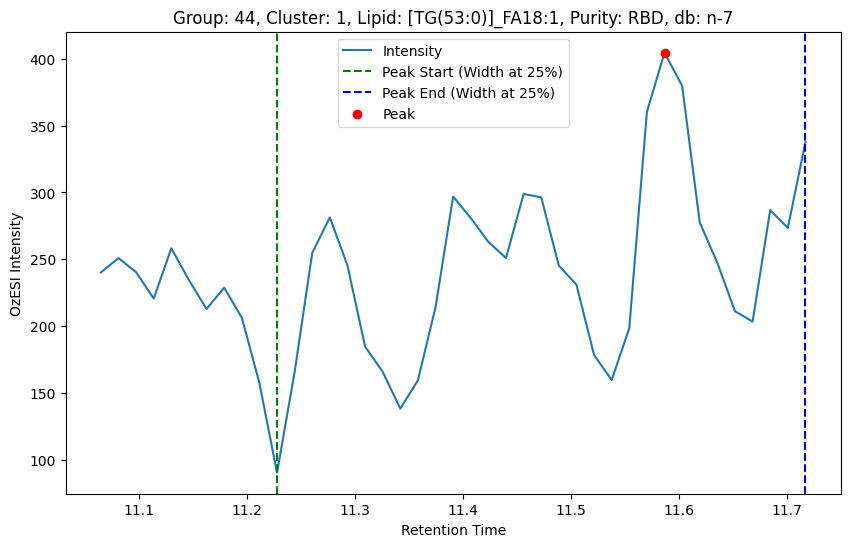 Group: 44, Cluster: 1, Lipid: [TG(53:0)]_FA18:1, Purity: RBD, db: n-7
Intensity
Peak Start (Width at 25%)
Peak End (Width at 25%)
Peak
OzESI Intensity
400
350
300
250
200
150
100
11.1 11.2 11.3 11.4 11.5 11.6 11.7
Retention Time